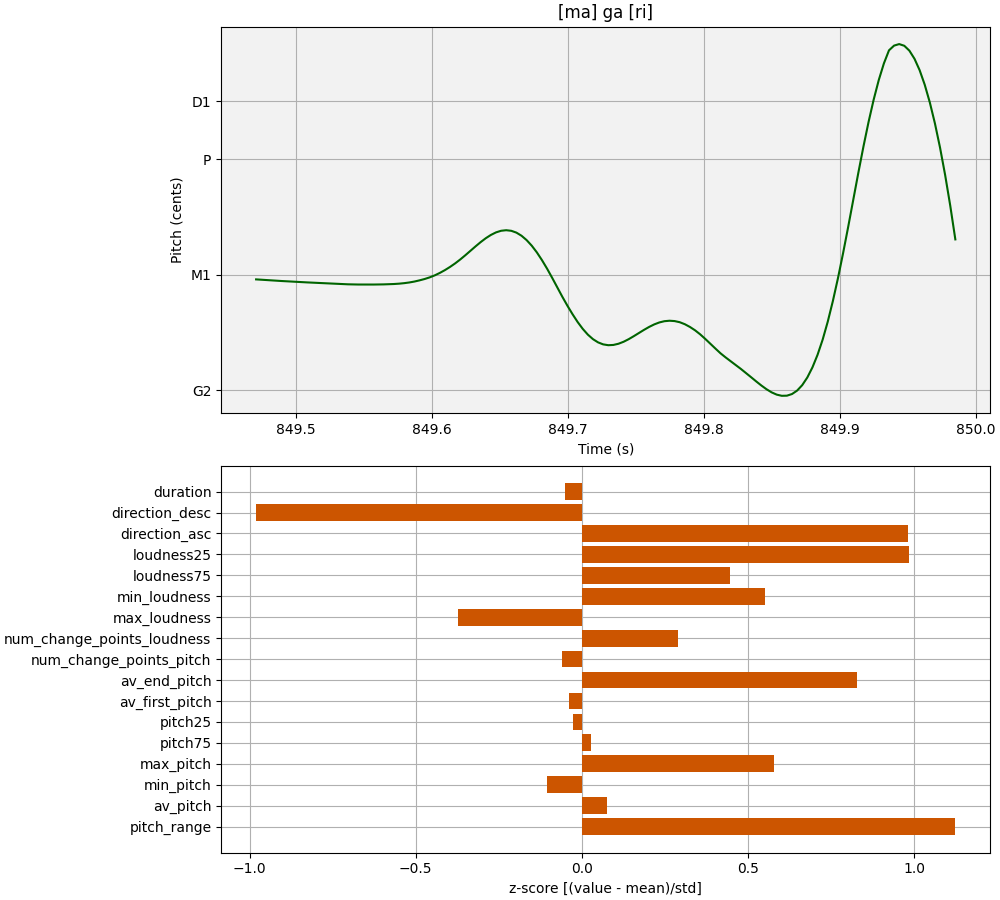 [ma] ga [ri]
D1
P
M1
G2
Pitch (cents)
849.5 849.6 849.7 849.8 849.9 850.0
Time (s)
duration
direction_desc
direction_asc
loudness25
loudness75
min_loudness
max_loudness
num_change_points_loudness
num_change_points_pitch
av_end_pitch
av_first_pitch
pitch25
pitch75
max_pitch
min_pitch
av_pitch
pitch_range
−1.0 −0.5 0.0 0.5 1.0
z-score [(value - mean)/std]